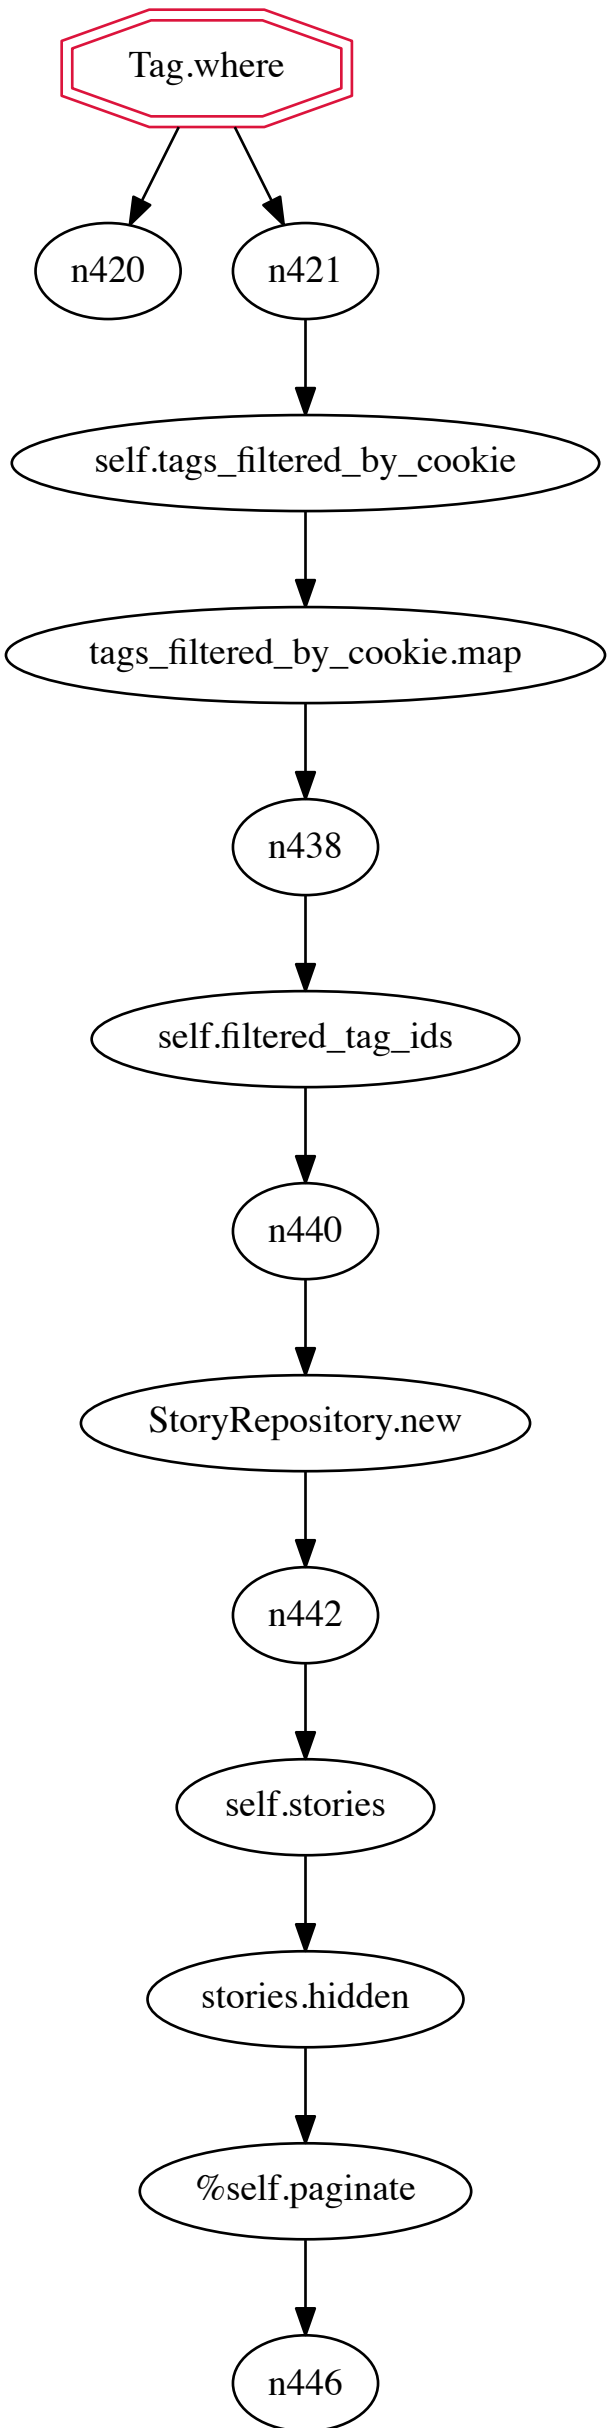 Tag.where
n420
n421
self.tags_filtered_by_cookie
tags_filtered_by_cookie.map
n438
self.filtered_tag_ids
n440
StoryRepository.new
n442
self.stories
stories.hidden
%self.paginate
n446